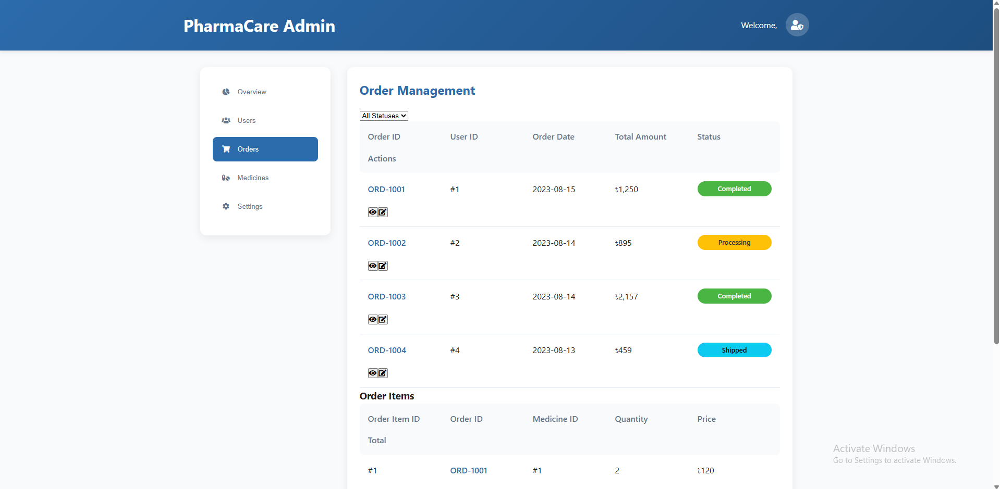 PharmaCare Admin
Welcome,
Overview
Users
Orders
Medicines
Settings
Order Management
All Statuses
Order ID User ID Order Date Total Amount Status
Actions
ORD-1001 #1 2023-08-15 ৳1,250 Completed
ORD-1002 #2 2023-08-14 ৳895 Processing
ORD-1003 #3 2023-08-14 ৳2,157 Completed
ORD-1004 #4 2023-08-13 ৳459 Shipped
Order Items
Order Item ID Order ID Medicine ID Quantity Price
Total
#1 ORD-1001 #1 2 ৳120
Activate Windows
Go to Settings to activate Windows.